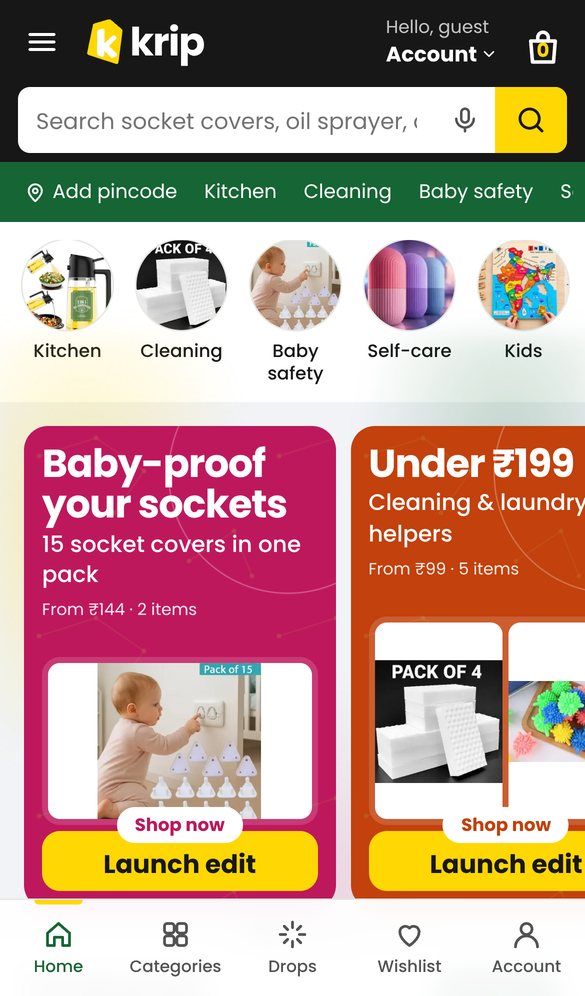 krip
Hello, guest
Account
0
Search socket covers, oil sprayer,
Add pincode Kitchen Cleaning Baby safety
PACK OF 4
Kitchen Cleaning Baby safety Self-care Kids
Baby-proof
your sockets
15 socket covers in one
pack
From ₹144 · 2 items
Pack of 15
Shop now
Launch edit
Under ₹199
Cleaning & laundry
helpers
From ₹99 · 5 items
PACK OF 4
Shop now
Launch edit
Home Categories Drops Wishlist Account